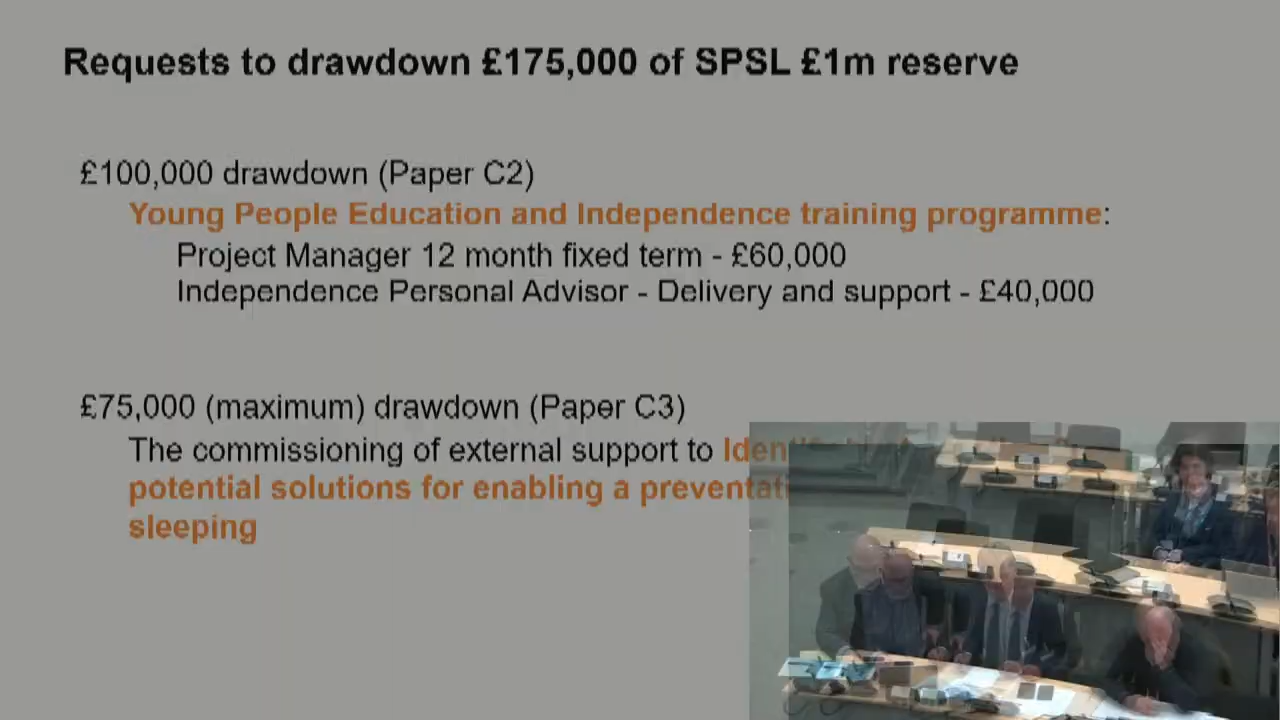 Requests to drawdown £175,000 of SPSL £1m reserve
£100,000 drawdown (Paper C2)
Young People Education and Independence training programme:
Project Manager 12 month fixed term - £60,000
Independence Personal Advisor - Delivery and support - £40,000
£75,000 (maximum) drawdown (Paper C3)
The commissioning of external support to
potential solutions for enabling a
sleeping